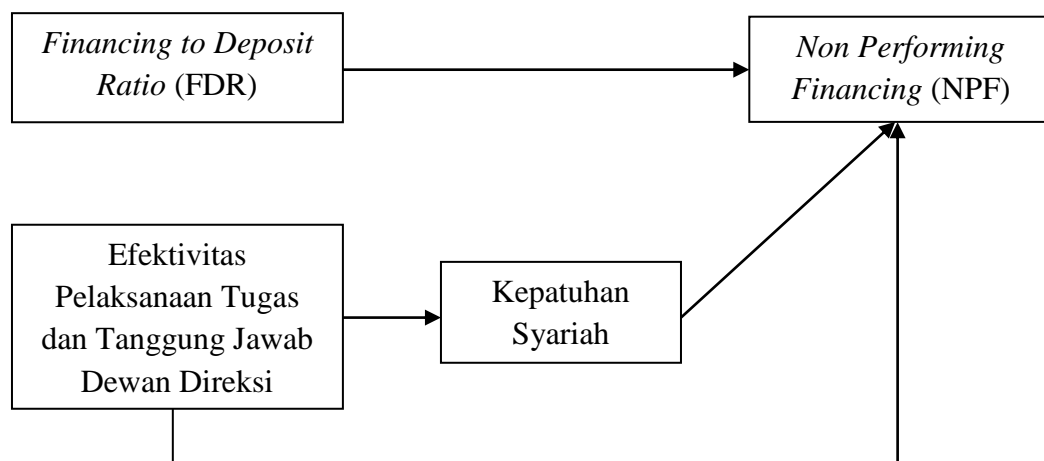 Financing to Deposit
Ratio (FDR)
Non Performing
Financing (NPF)
Efektivitas
Pelaksanaan Tugas
dan Tanggung Jawab
Dewan Direksi
Kepatuhan
Syariah